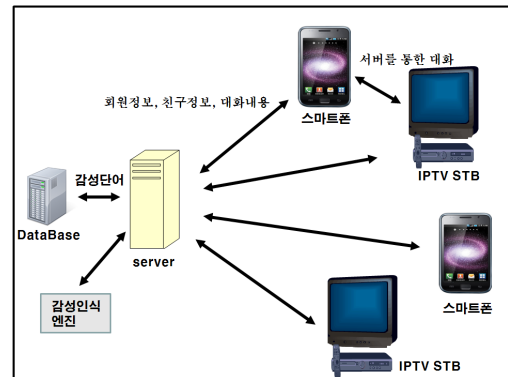 서버를 통한 대화
회원정보, 친구정보, 대화내용
스마트폰
IPTV STB
감성단어
DataBase
server
스마트폰
감성인식
엔진
IPTV STB